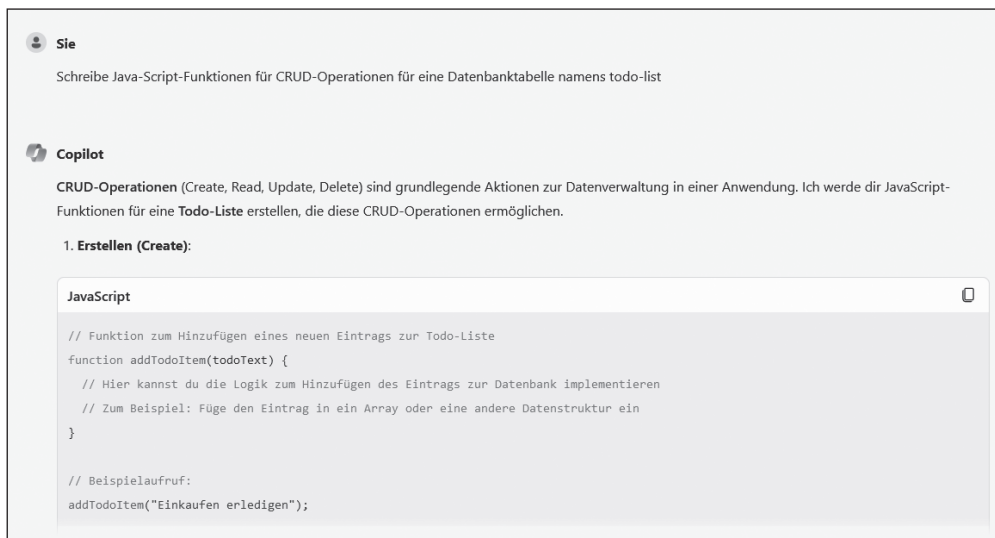 Sie
Schreibe Java-Script-Funktionen für CRUD-Operationen für eine Datenbanktabelle namens todo-list
Copilot
CRUD-Operationen (Create, Read, Update, Delete) sind grundlegende Aktionen zur Datenverwaltung in einer Anwendung. Ich werde dir JavaScript-
Funktionen für eine Todo-Liste erstellen, die diese CRUD-Operationen ermöglichen.
1. Erstellen (Create):
JavaScript
// Funktion zum Hinzufügen eines neuen Eintrags zur Todo-Liste
function addTodoItem(todoText) {
  // Hier kannst du die Logik zum Hinzufügen des Eintrags zur Datenbank implementieren
  // Zum Beispiel: Füge den Eintrag in ein Array oder eine andere Datenstruktur ein
}
// Beispielaufruf:
addTodoItem("Einkaufen erledigen");